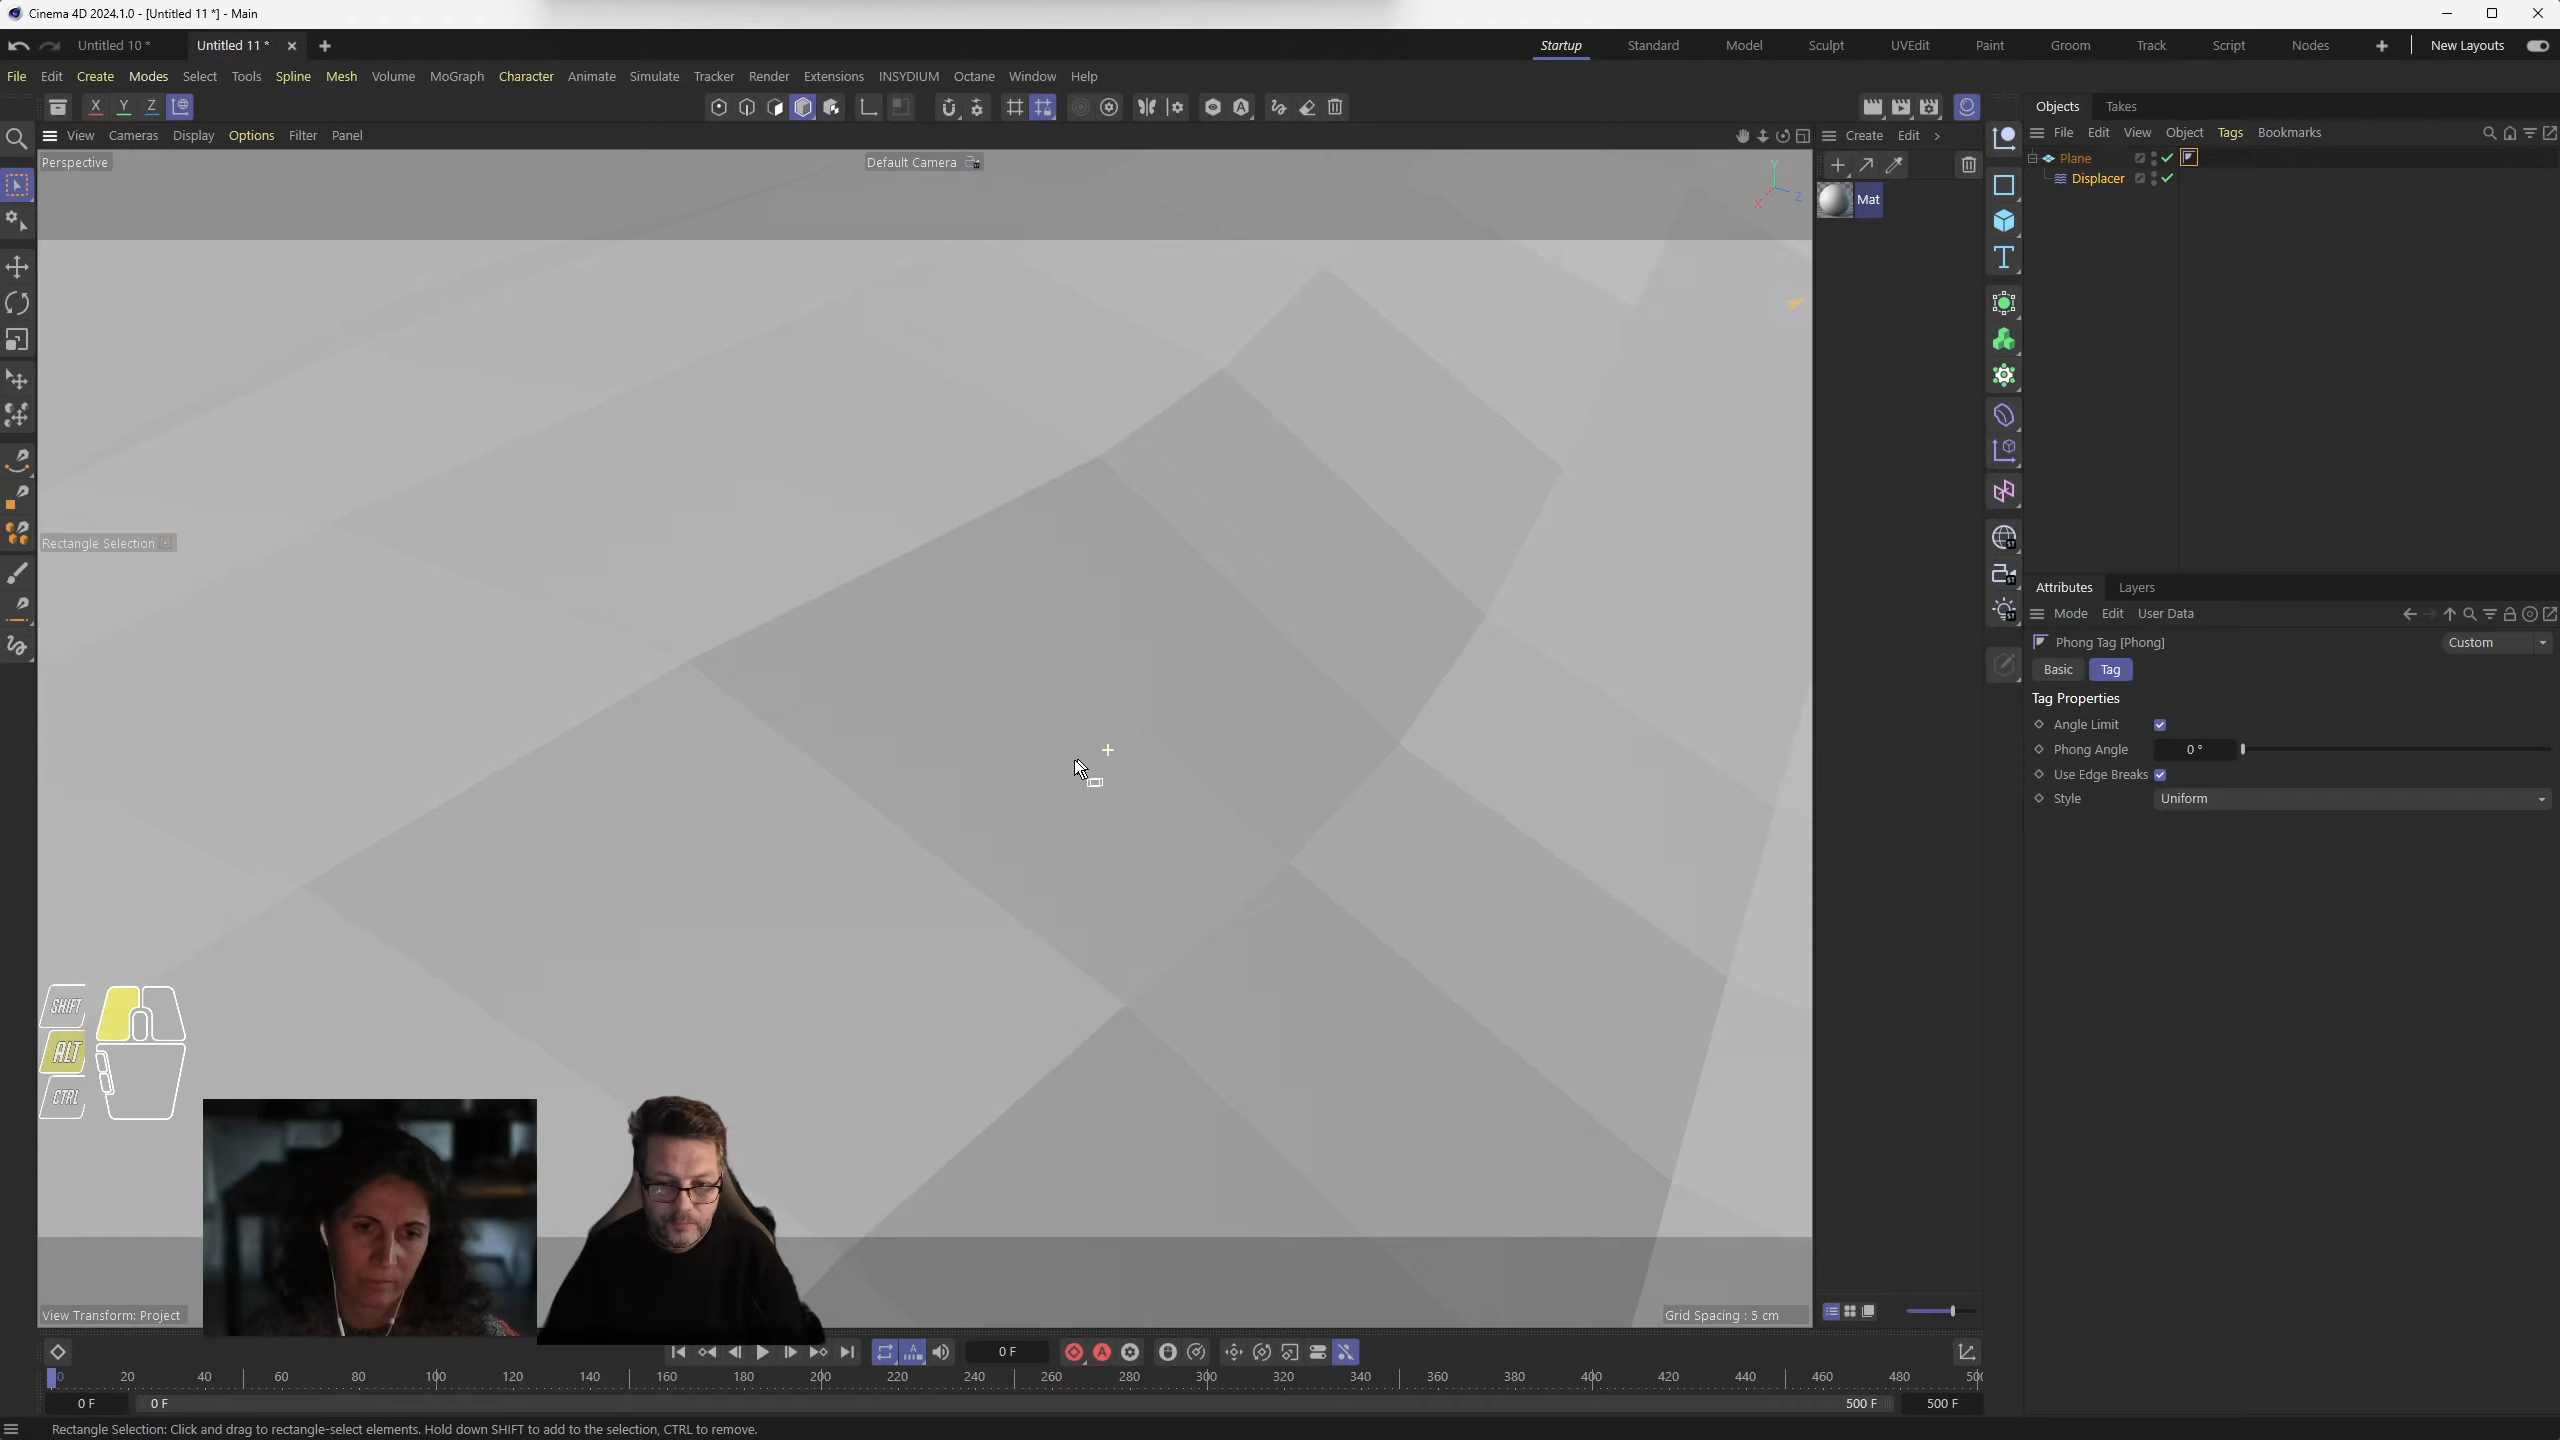 Cinema 4D 2024.1.0 - [Untitled 11 *] - Main
Untitled 10 *
Untitled 11 *
Startup
Standard
Model
Sculpt
UVEdit
Paint
Groom
Track
Script
Nodes
New Layouts
File Edit Create Modes Select Tools Spline Mesh Volume MoGraph Character Animate Simulate Tracker Render Extensions INSYDIUM Octane Window Help
X Y Z
View Cameras Display Options Filter Panel
Create Edit
Objects Takes
File Edit View Object Tags Bookmarks
Perspective
Default Camera
Y
X
Z
Mat
Plane
Displacer
Rectangle Selection
Attributes Layers
Mode Edit User Data
Phong Tag [Phong]
Custom
Basic Tag
Tag Properties
Angle Limit
Phong Angle 0 °
Use Edge Breaks
Style Uniform
SHIFT
ALT
CTRL
View Transform: Project
Grid Spacing : 5 cm
0 F
0 20 40 60 80 100 120 140 160 180 200 220 240 260 280 300 320 340 360 380 400 420 440 460 480 50
0 F
0 F
500 F
500 F
Rectangle Selection: Click and drag to rectangle-select elements. Hold down SHIFT to add to the selection, CTRL to remove.